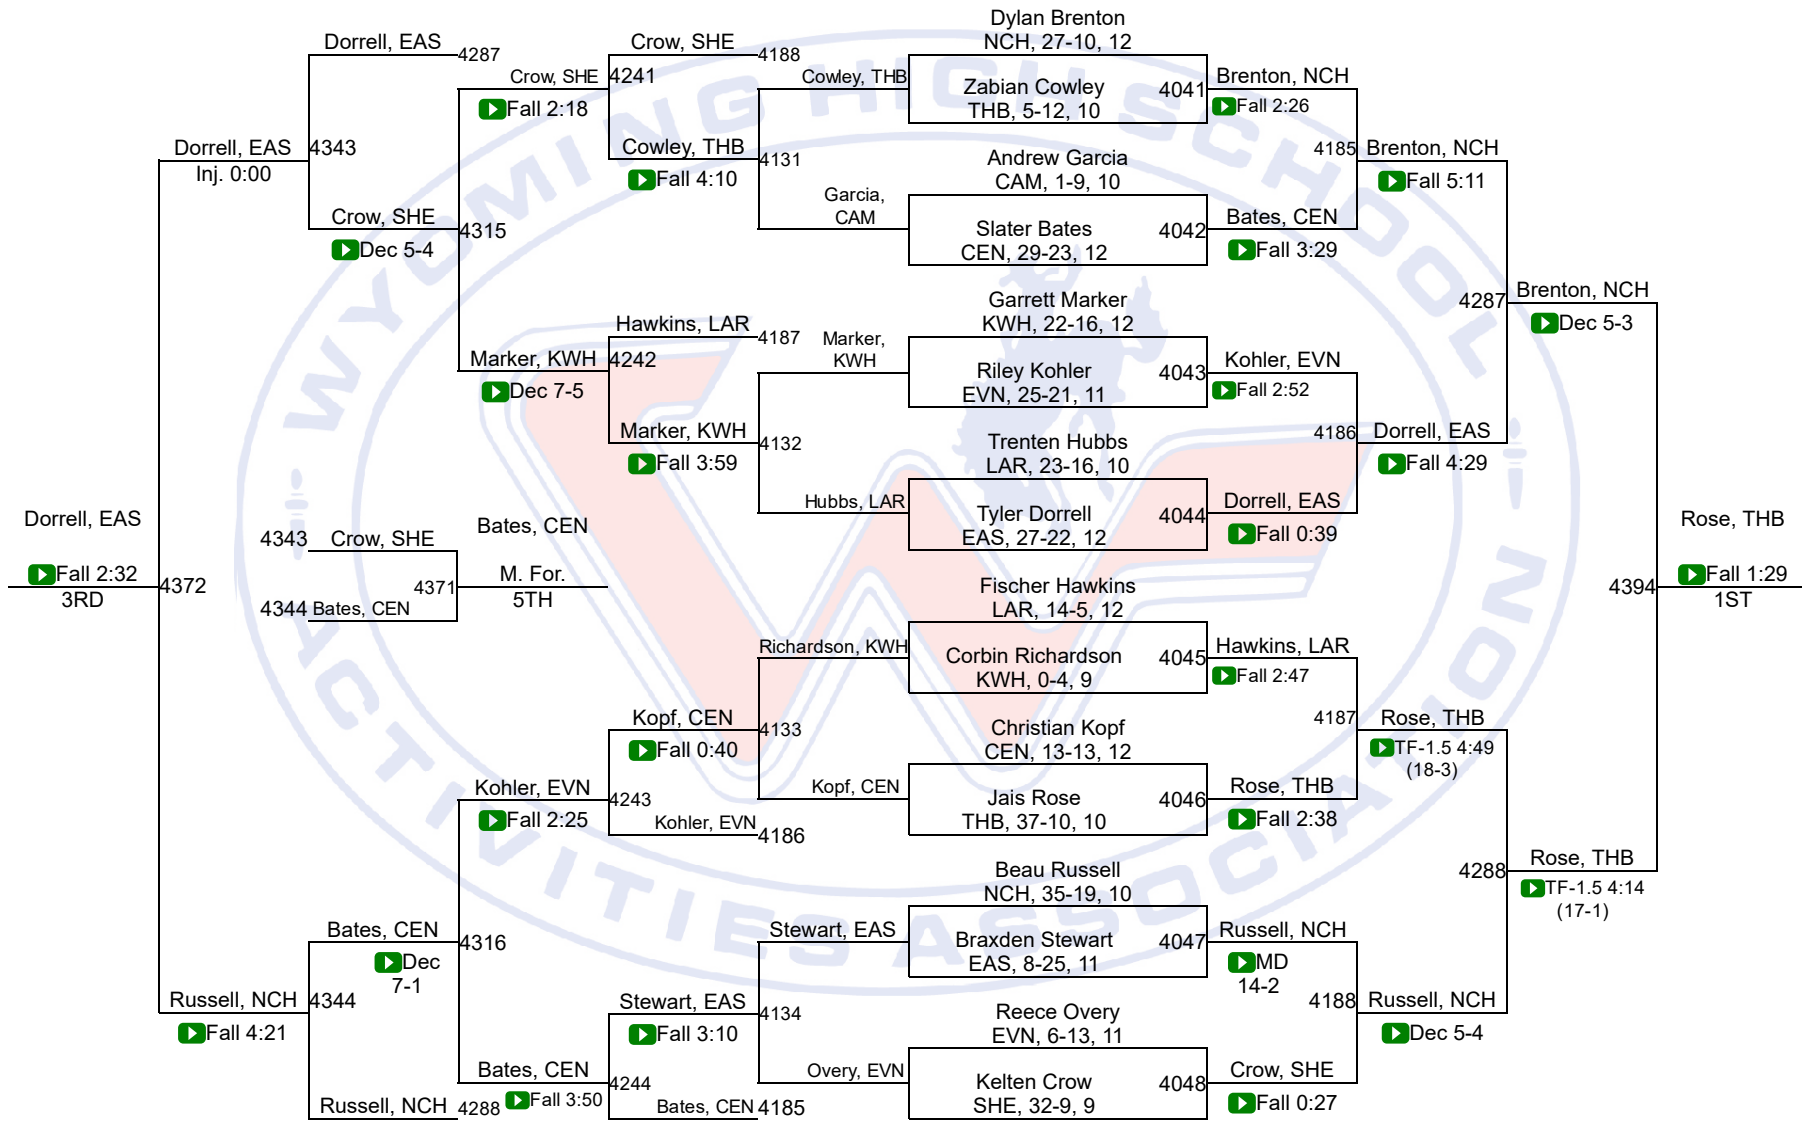 Dylan Brenton
NCH, 27-10, 12
Dorrell, EAS
4287
Crow, SHE
4188
Crow, SHE
4241
Cowley, THB
Zabian Cowley
THB, 5-12, 10
4041
Brenton, NCH
Fall 2:26
Fall 2:18
Dorrell, EAS
Inj. 0:00
4343
Cowley, THB
Fall 4:10
4131
Andrew Garcia
CAM, 1-9, 10
4185
Brenton, NCH
Fall 5:11
Garcia,
CAM
Crow, SHE
Dec 5-4
4315
Slater Bates
CEN, 29-23, 12
4042
Bates, CEN
Fall 3:29
Garrett Marker
KWH, 22-16, 12
4287
Brenton, NCH
Dec 5-3
Hawkins, LAR
4187
Marker,
KWH
Marker, KWH
Dec 7-5
4242
Riley Kohler
EVN, 25-21, 11
4043
Kohler, EVN
Fall 2:52
Marker, KWH
Fall 3:59
4132
Trenten Hubbs
LAR, 23-16, 10
4186
Dorrell, EAS
Fall 4:29
Hubbs, LAR
Tyler Dorrell
EAS, 27-22, 12
4044
Dorrell, EAS
Fall 0:39
Dorrell, EAS
Fall 2:32
3RD
4372
4343
Crow, SHE
4344
Bates, CEN
4371
Bates, CEN
M. For.
5TH
Fischer Hawkins
LAR, 14-5, 12
4394
Rose, THB
Fall 1:29
1ST
Richardson, KWH
Corbin Richardson
KWH, 0-4, 9
4045
Hawkins, LAR
Fall 2:47
Kopf, CEN
Fall 0:40
4133
Christian Kopf
CEN, 13-13, 12
4187
Rose, THB
TF-1.5 4:49
(18-3)
Kohler, EVN
Fall 2:25
4243
Kopf, CEN
Jais Rose
THB, 37-10, 10
4046
Rose, THB
Fall 2:38
Kohler, EVN
4186
Beau Russell
NCH, 35-19, 10
4288
Rose, THB
TF-1.5 4:14
(17-1)
Bates, CEN
Dec
7-1
4316
Stewart, EAS
Braxden Stewart
EAS, 8-25, 11
4047
Russell, NCH
MD
14-2
Russell, NCH
Fall 4:21
4344
Stewart, EAS
Fall 3:10
4134
Reece Overy
EVN, 6-13, 11
4188
Russell, NCH
Dec 5-4
Bates, CEN
Fall 3:50
4244
Overy, EVN
Kelten Crow
SHE, 32-9, 9
4048
Crow, SHE
Fall 0:27
Russell, NCH
4288
Bates, CEN
4185
WYOMING HIGH SCHOOL
ACTIVITIES ASSOCIATION